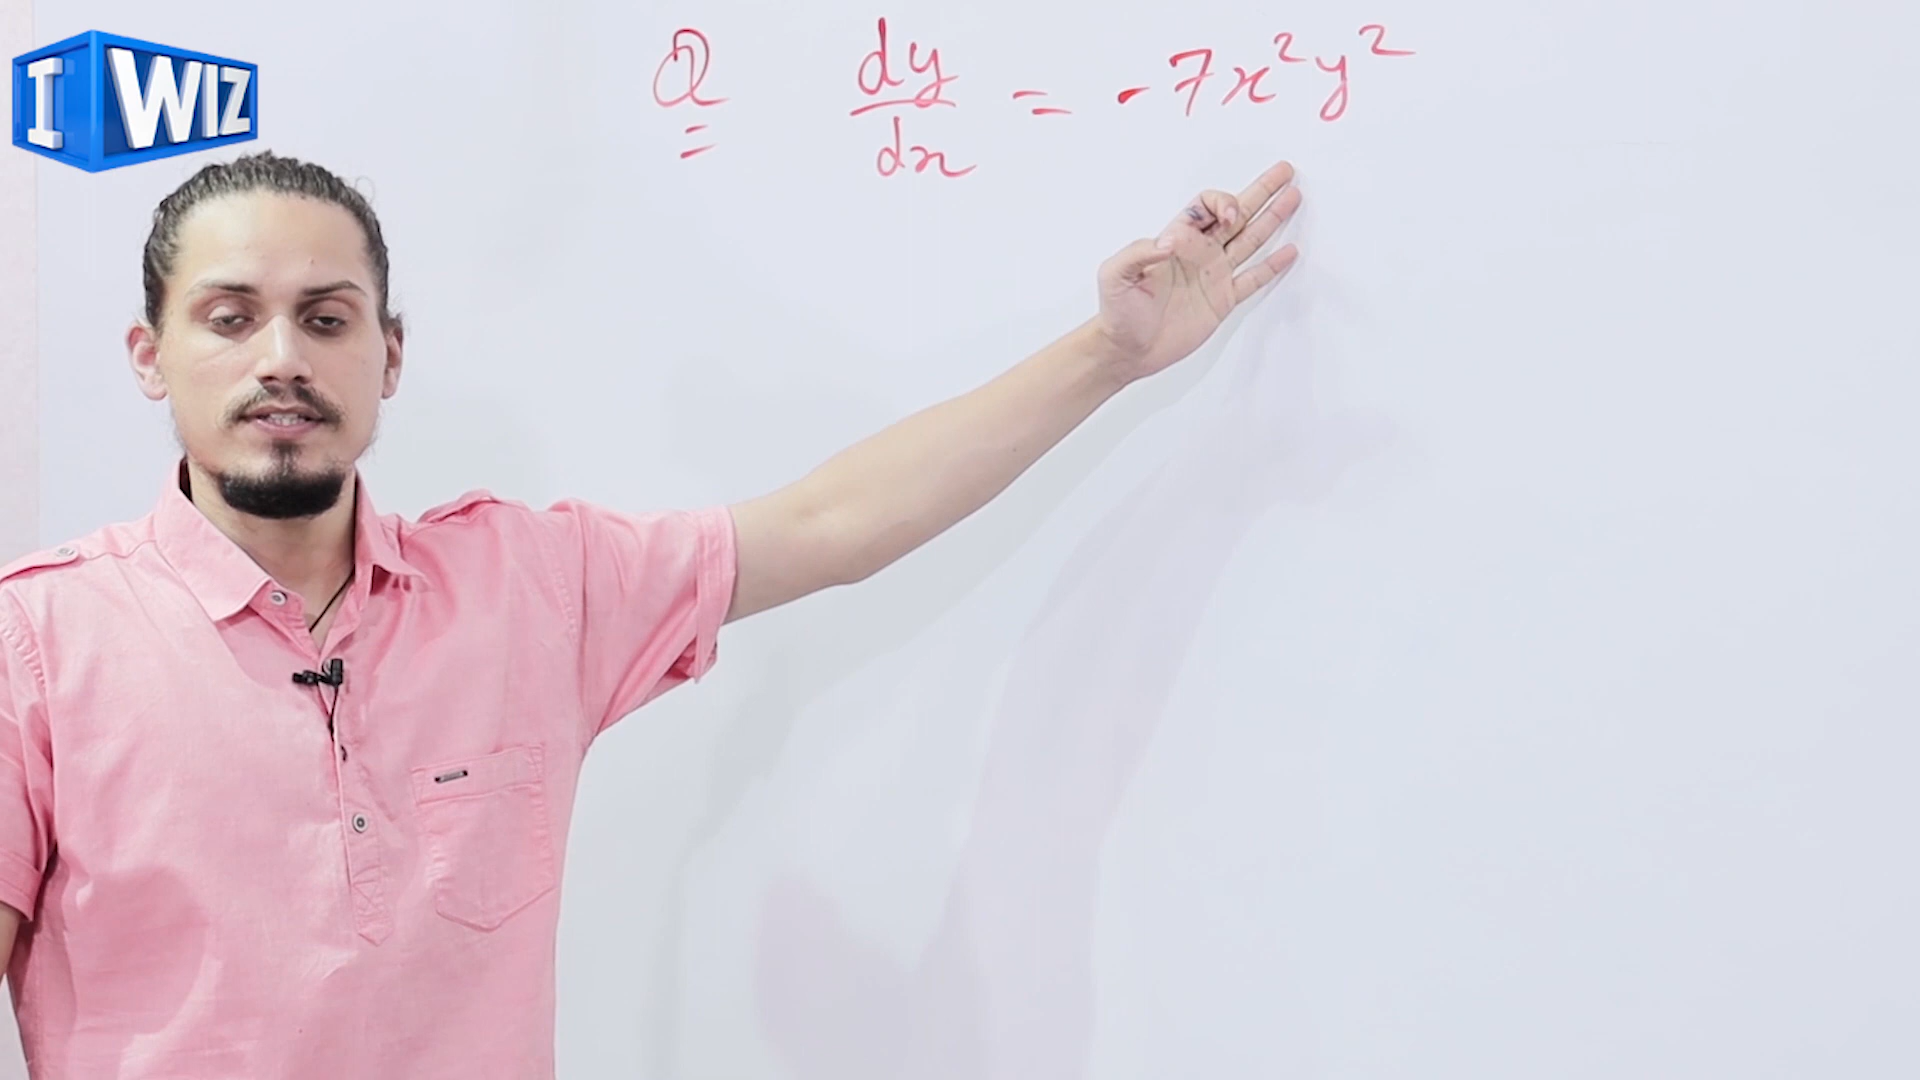 I WIZ
Q dy/dx = -7x²y²